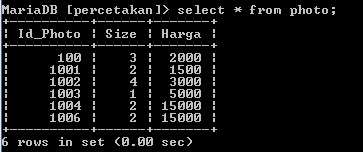 MariaDB [percetakan]> select * from photo;
+----------+------+-------+
| Id_Photo | Size | Harga |
+----------+------+-------+
| 100 | 3 | 2000 |
| 1001 | 2 | 1500 |
| 1002 | 4 | 3000 |
| 1003 | 1 | 5000 |
| 1004 | 2 | 15000 |
| 1006 | 2 | 15000 |
+----------+------+-------+
6 rows in set (0.00 sec)